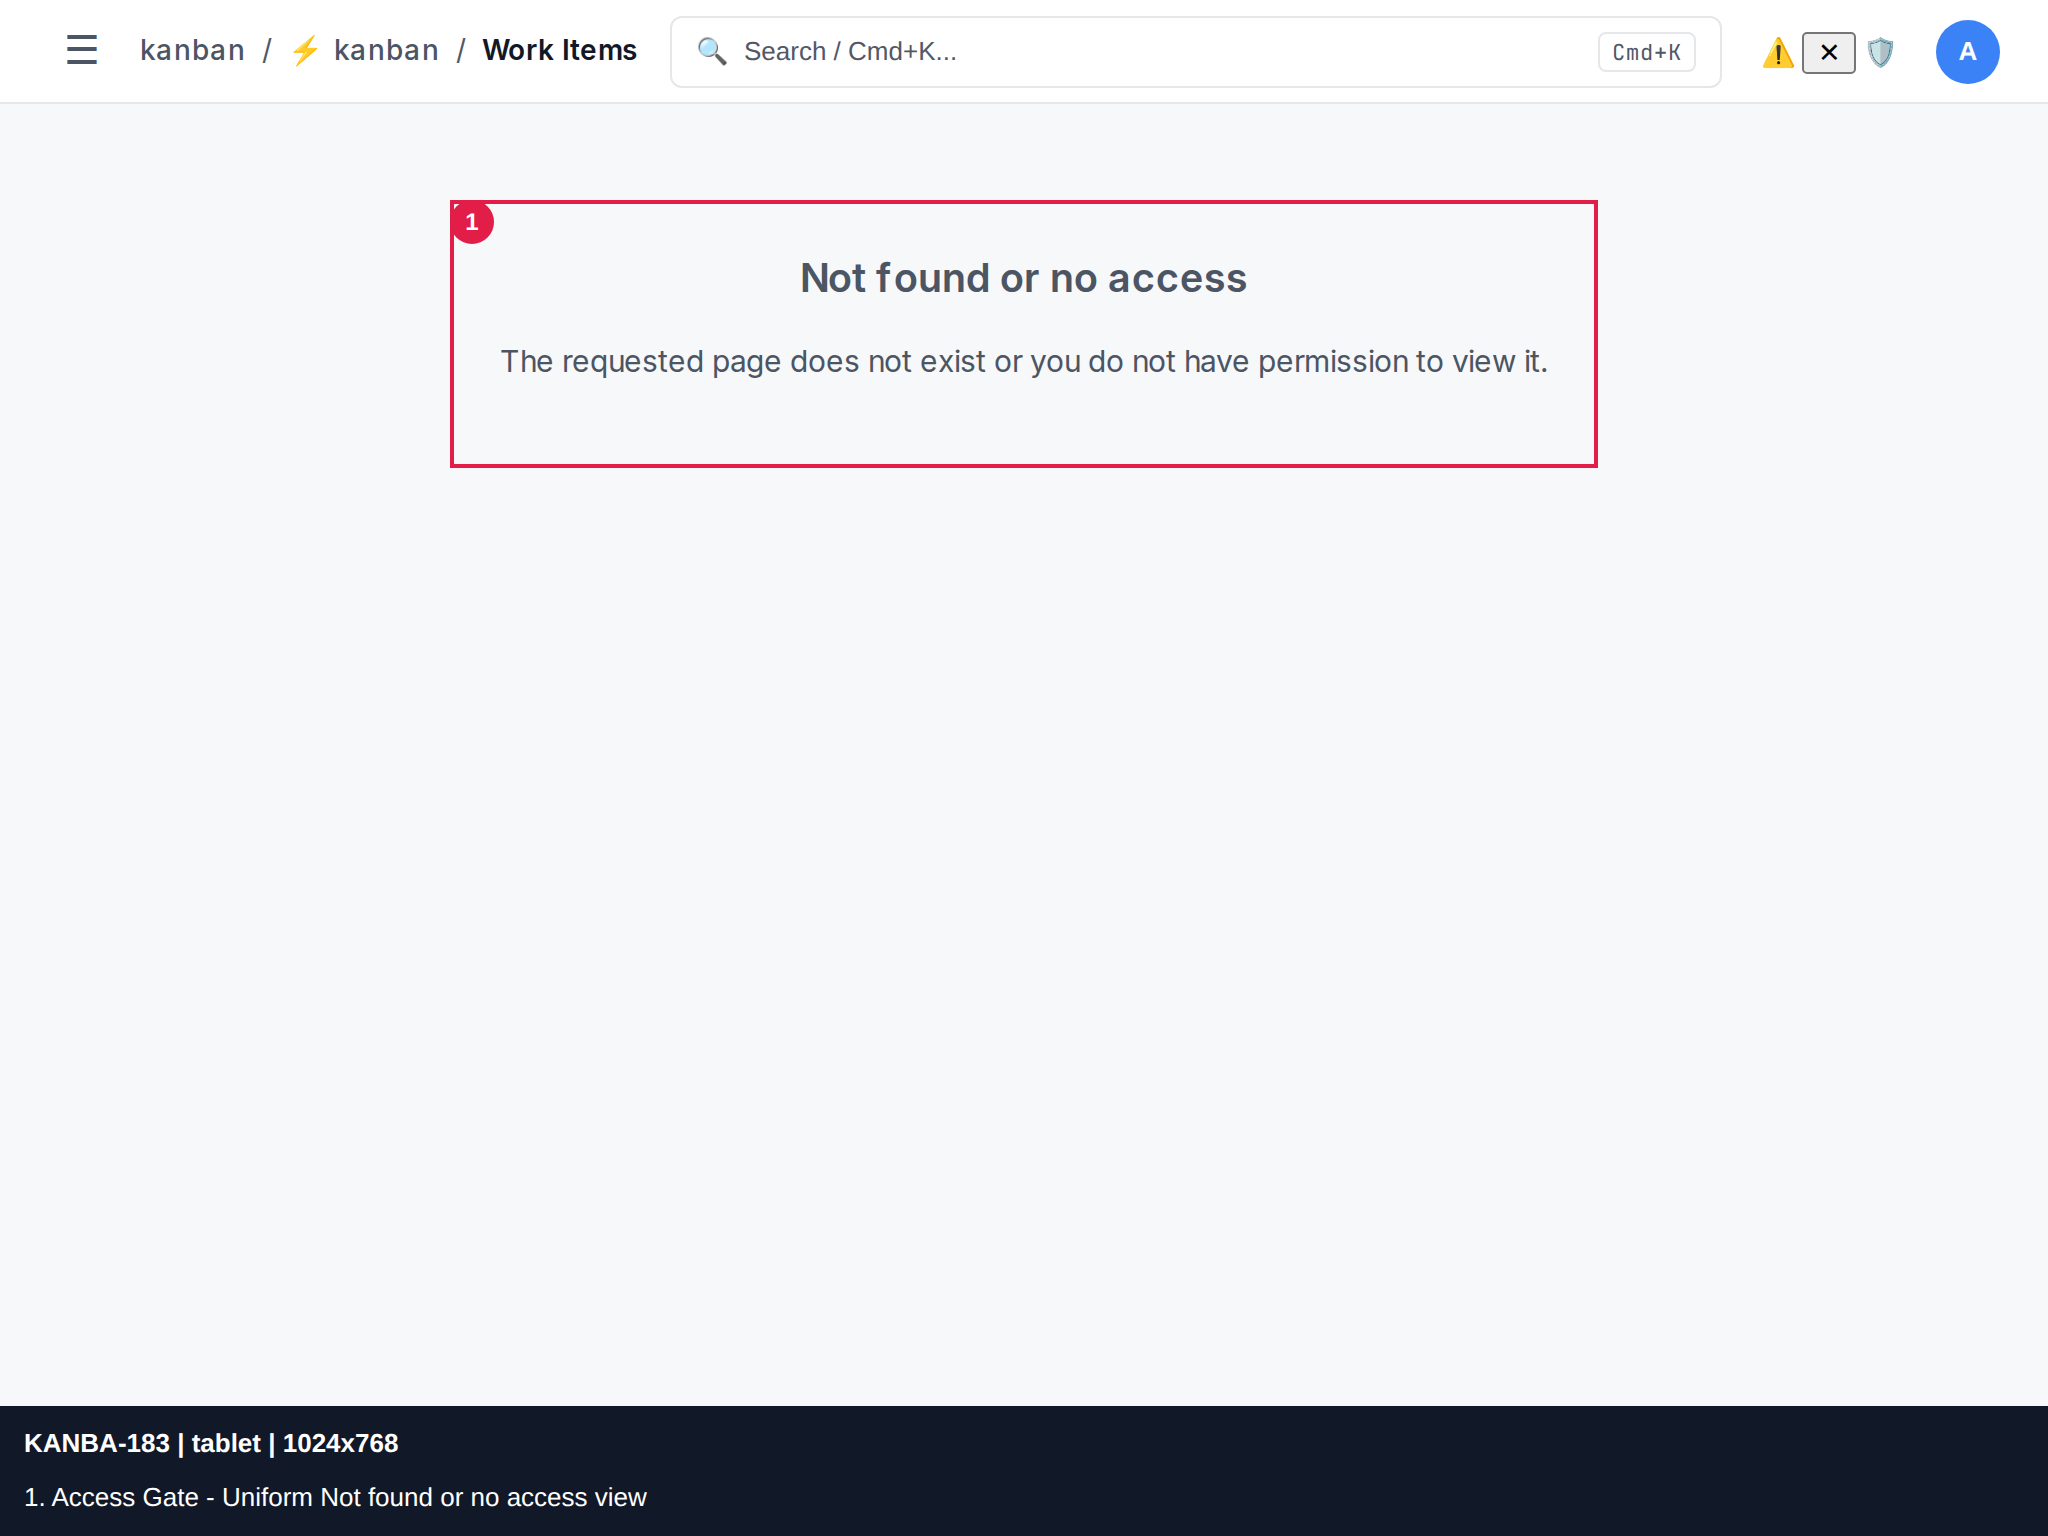 ☰ kanban / ⚡ kanban / Work Items 🔍 Search / Cmd+K... Cmd+K ⚠️ ✕ 🛡️ A
1
Not found or no access
The requested page does not exist or you do not have permission to view it.
KANBA-183 | tablet | 1024x768
1. Access Gate - Uniform Not found or no access view